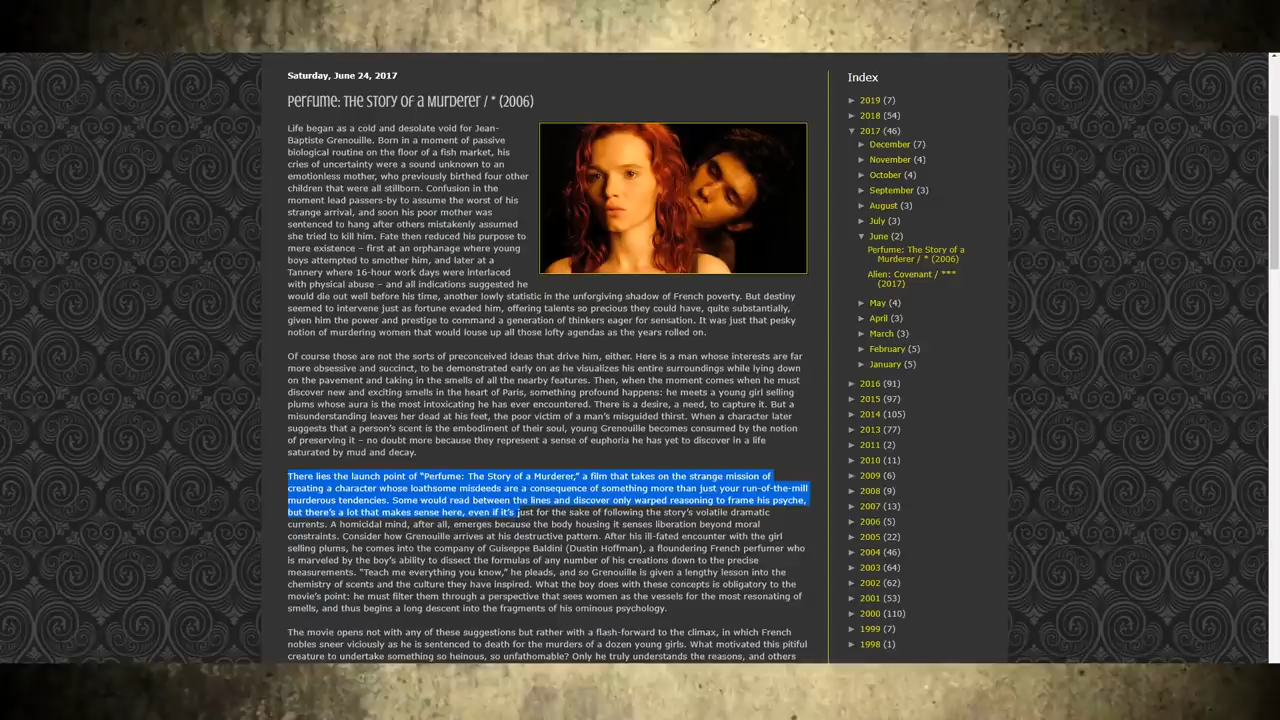 Saturday, June 24, 2017
Perfume: The Story of a Murderer / * (2006)
Life began as a cold and desolate void for Jean-
Baptiste Grenouille. Born in a moment of passive
biological routine on the floor of a fish market, his
cries of uncertainty were a sound unknown to an
emotionless mother, who previously birthed four other
children that were all stillborn. Confusion in the
moment lead passers-by to assume the worst of his
strange arrival, and soon his poor mother was
sentenced to hang after others mistakenly assumed
she tried to kill him. Fate then reduced his purpose to
mere existence – first at an orphanage where young
boys attempted to smother him, and later at a
Tannery where 16-hour work days were interlaced
with physical abuse – and all indications suggested he
would die out well before his time, another lowly statistic in the unforgiving shadow of French poverty. But destiny
seemed to intervene just as fortune evaded him, offering talents so precious they could have, quite substantially,
given him the power and prestige to command a generation of thinkers eager for sensation. It was just that pesky
notion of murdering women that would louse up all those lofty agendas as the years rolled on.
Of course those are not the sorts of preconceived ideas that drive him, either. Here is a man whose interests are far
more obsessive and succinct, to be demonstrated early on as he visualizes his entire surroundings while lying down
on the pavement and taking in the smells of all the nearby features. Then, when the moment comes when he must
discover new and exciting smells in the heart of Paris, something profound happens: he meets a young girl selling
plums whose aura is the most intoxicating he has ever encountered. There is a desire, a need, to capture it. But a
misunderstanding leaves her dead at his feet, the poor victim of a man's misguided thirst. When a character later
suggests that a person's scent is the embodiment of their soul, young Grenouille becomes consumed by the notion
of preserving it – no doubt more because they represent a sense of euphoria he has yet to discover in a life
saturated by mud and decay.
There lies the launch point of “Perfume: The Story of a Murderer,” a film that takes on the strange mission of
creating a character whose loathsome misdeeds are a consequence of something more than just your run-of-the-mill
murderous tendencies. Some would read between the lines and discover only warped reasoning to frame his psyche,
but there's a lot that makes sense here, even if it's just for the sake of following the story's volatile dramatic
currents. A homicidal mind, after all, emerges because the body housing it senses liberation beyond moral
constraints. Consider how Grenouille arrives at his destructive pattern. After his ill-fated encounter with the girl
selling plums, he comes into the company of Guiseppe Baldini (Dustin Hoffman), a floundering French perfumer who
is marveled by the boy's ability to dissect the formulas of any number of his creations down to the precise
measurements. “Teach me everything you know,” he pleads, and so Grenouille is given a lengthy lesson into the
chemistry of scents and the culture they have inspired. What the boy does with these concepts is obligatory to the
movie's point: he must filter them through a perspective that sees women as the vessels for the most resonating of
smells, and thus begins a long descent into the fragments of his ominous psychology.
The movie opens not with any of these suggestions but rather with a flash-forward to the climax, in which French
nobles sneer viciously as he is sentenced to death for the murders of a dozen young girls. What motivated this pitiful
creature to undertake something so heinous, so unfathomable? Only he truly understands the reasons, and others
Index
► 2019 (7)
► 2018 (54)
▼ 2017 (46)
► December (7)
► November (4)
► October (4)
► September (3)
► August (3)
► July (3)
▼ June (2)
Perfume: The Story of a
Murderer / * (2006)
Alien: Covenant / ***
(2017)
► May (4)
► April (3)
► March (3)
► February (5)
► January (5)
► 2016 (91)
► 2015 (97)
► 2014 (105)
► 2013 (77)
► 2011 (2)
► 2010 (11)
► 2009 (6)
► 2008 (9)
► 2007 (13)
► 2006 (5)
► 2005 (22)
► 2004 (46)
► 2003 (64)
► 2002 (62)
► 2001 (53)
► 2000 (110)
► 1999 (7)
► 1998 (1)